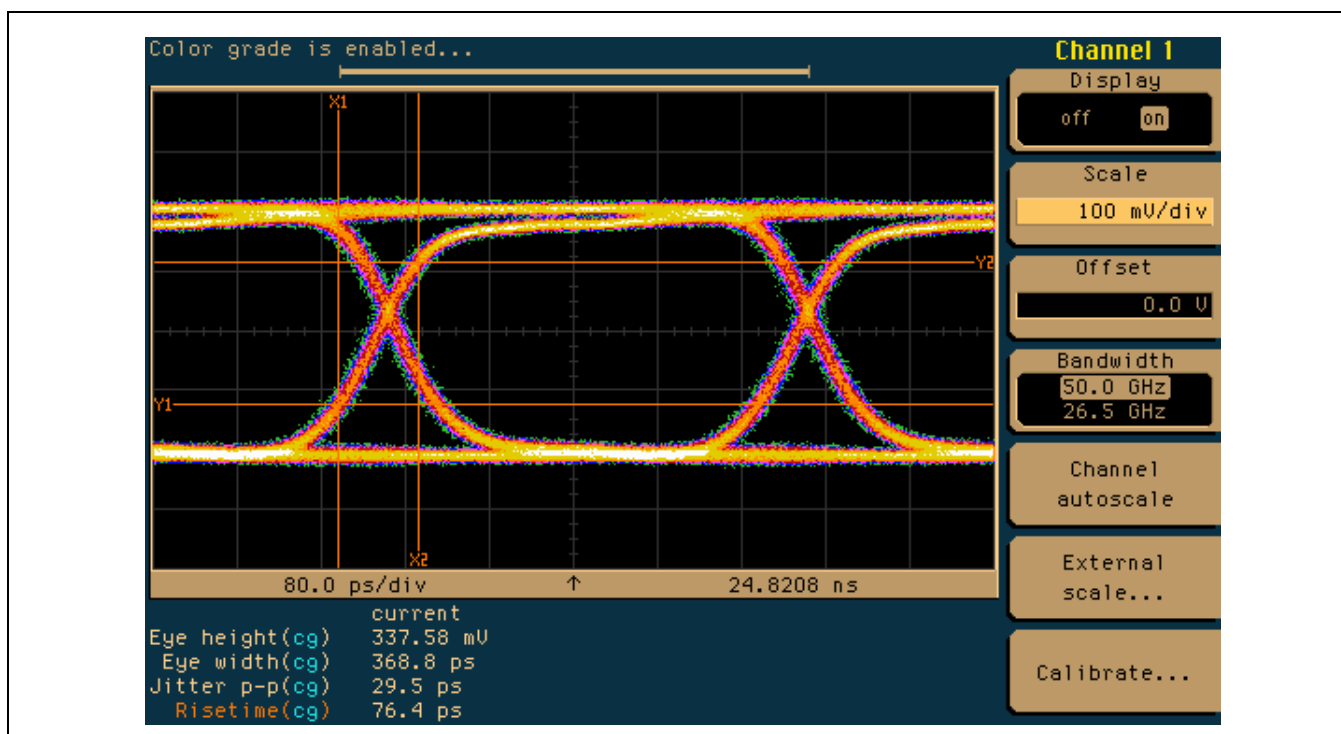 Color grade is enabled...
Channel 1
Display
off on
Scale
100 mV/div
Offset
0.0 V
Bandwidth
50.0 GHz
26.5 GHz
Channel
autoscale
External
scale...
Calibrate...
X1
Y2
Y1
X2
80.0 ps/div ↑ 24.8208 ns
current
Eye height(cg) 337.58 mV
Eye width(cg) 368.8 ps
Jitter p-p(cg) 29.5 ps
Risetime(cg) 76.4 ps